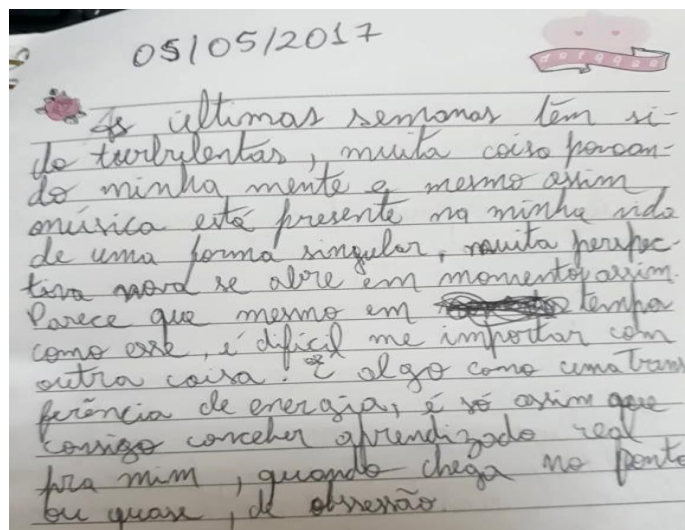 05/05/2017
As últimas semanas têm si-
do turbulentas, muita coisa povoan-
do minha mente e mesmo assim
música está presente na minha vida
de uma forma singular, muita perspec-
tiva nova se abre em momentos assim.
Parece que mesmo em tempo
como esse, é difícil me importar com
outra coisa. É algo como uma trans
ferência de energia, é só assim que
consigo conceber aprendizado real
pra mim, quando chega no ponto
ou quase, de obsessão.